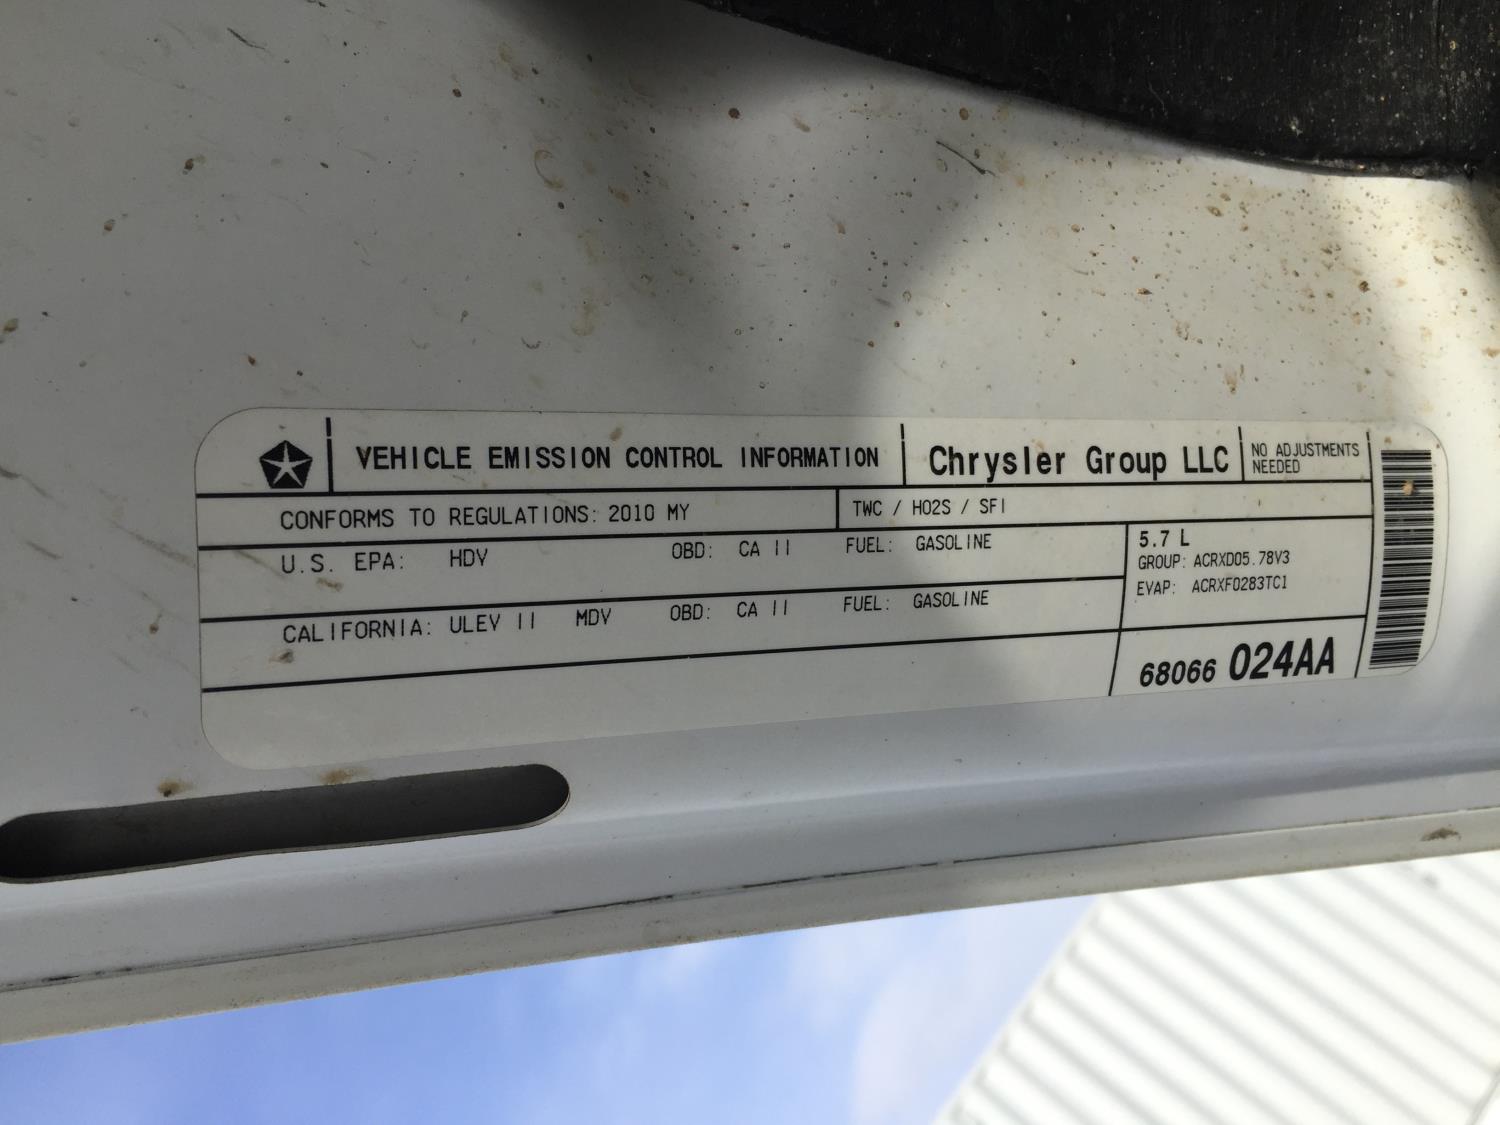 VEHICLE EMISSION CONTROL INFORMATION
Chrysler Group LLC
NO ADJUSTMENTS
NEEDED
CONFORMS TO REGULATIONS: 2010 MY
TWC / HO2S / SFI
U.S. EPA: HDV OBD: CA II FUEL: GASOLINE
CALIFORNIA: ULEV II MDV OBD: CA II FUEL: GASOLINE
5.7 L
GROUP: ACRXD05.78V3
EVAP: ACRXF0283TC1
68066 024AA